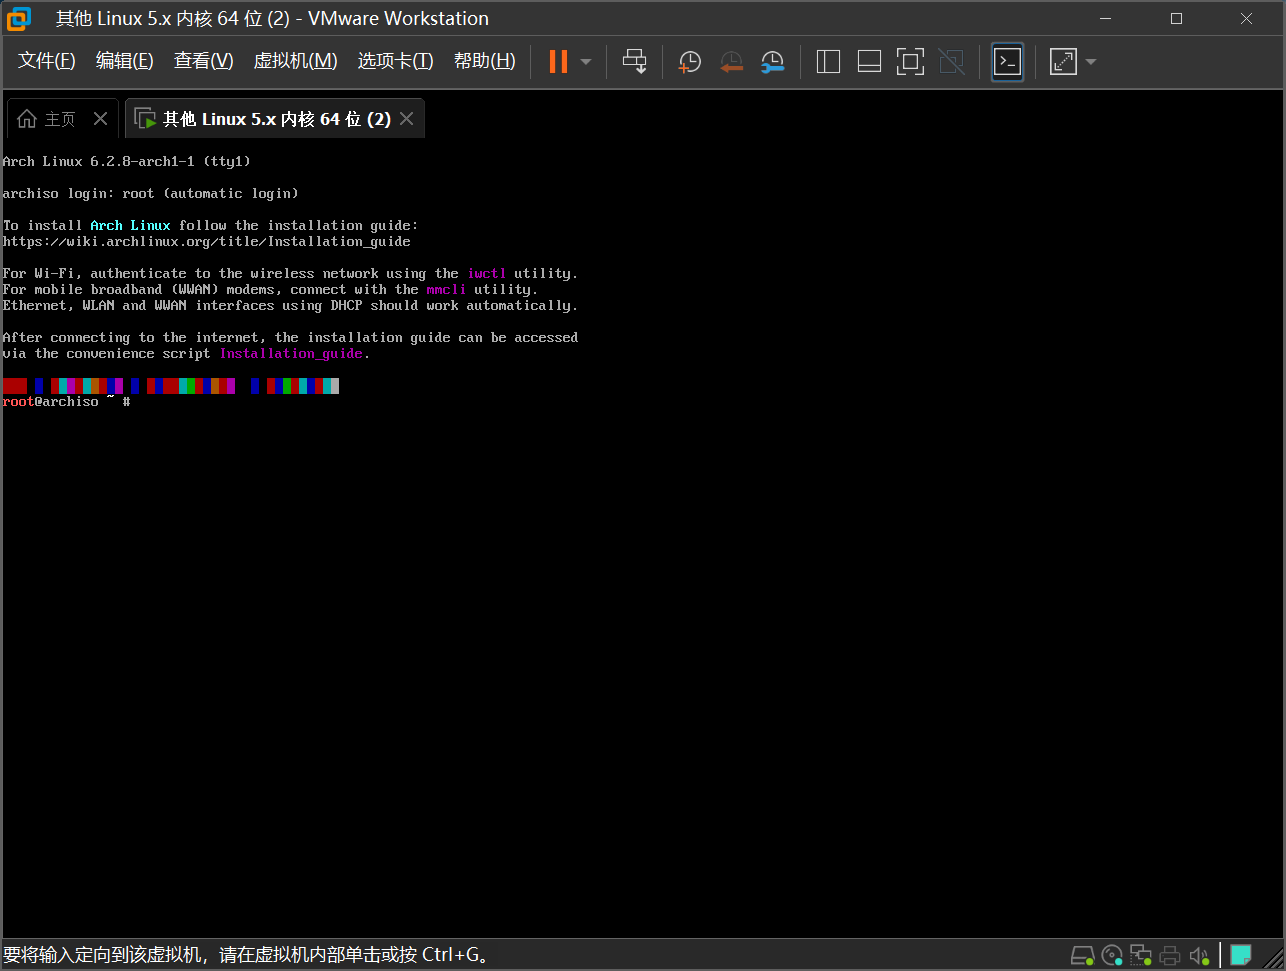 其他 Linux 5.x 内核 64 位 (2) - VMware Workstation
文件(F) 编辑(E) 查看(V) 虚拟机(M) 选项卡(T) 帮助(H)
主页 其他 Linux 5.x 内核 64 位 (2)
Arch Linux 6.2.8-arch1-1 (tty1)
archiso login: root (automatic login)
To install Arch Linux follow the installation guide:
https://wiki.archlinux.org/title/Installation_guide
For Wi-Fi, authenticate to the wireless network using the iwctl utility.
For mobile broadband (WWAN) modems, connect with the mmcli utility.
Ethernet, WLAN and WWAN interfaces using DHCP should work automatically.
After connecting to the internet, the installation guide can be accessed
via the convenience script Installation_guide.
root@archiso ~ #
要将输入定向到该虚拟机，请在虚拟机内部单击或按 Ctrl+G。